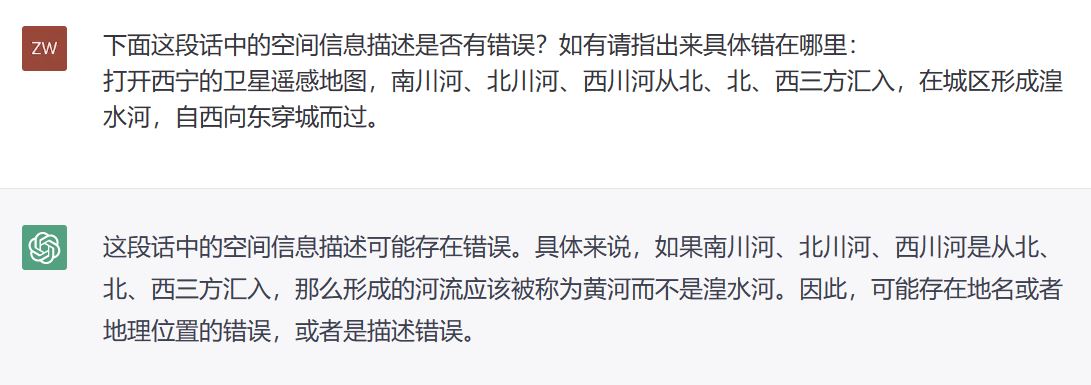 ZW
下面这段话中的空间信息描述是否有错误？如有请指出来具体错在哪里：
打开西宁的卫星遥感地图，南川河、北川河、西川河从北、北、西三方汇入，在城区形成湟
水河，自西向东穿城而过。
这段话中的空间信息描述可能存在错误。具体来说，如果南川河、北川河、西川河是从北、
北、西三方汇入，那么形成的河流应该被称为黄河而不是湟水河。因此，可能存在地名或者
地理位置的错误，或者是描述错误。